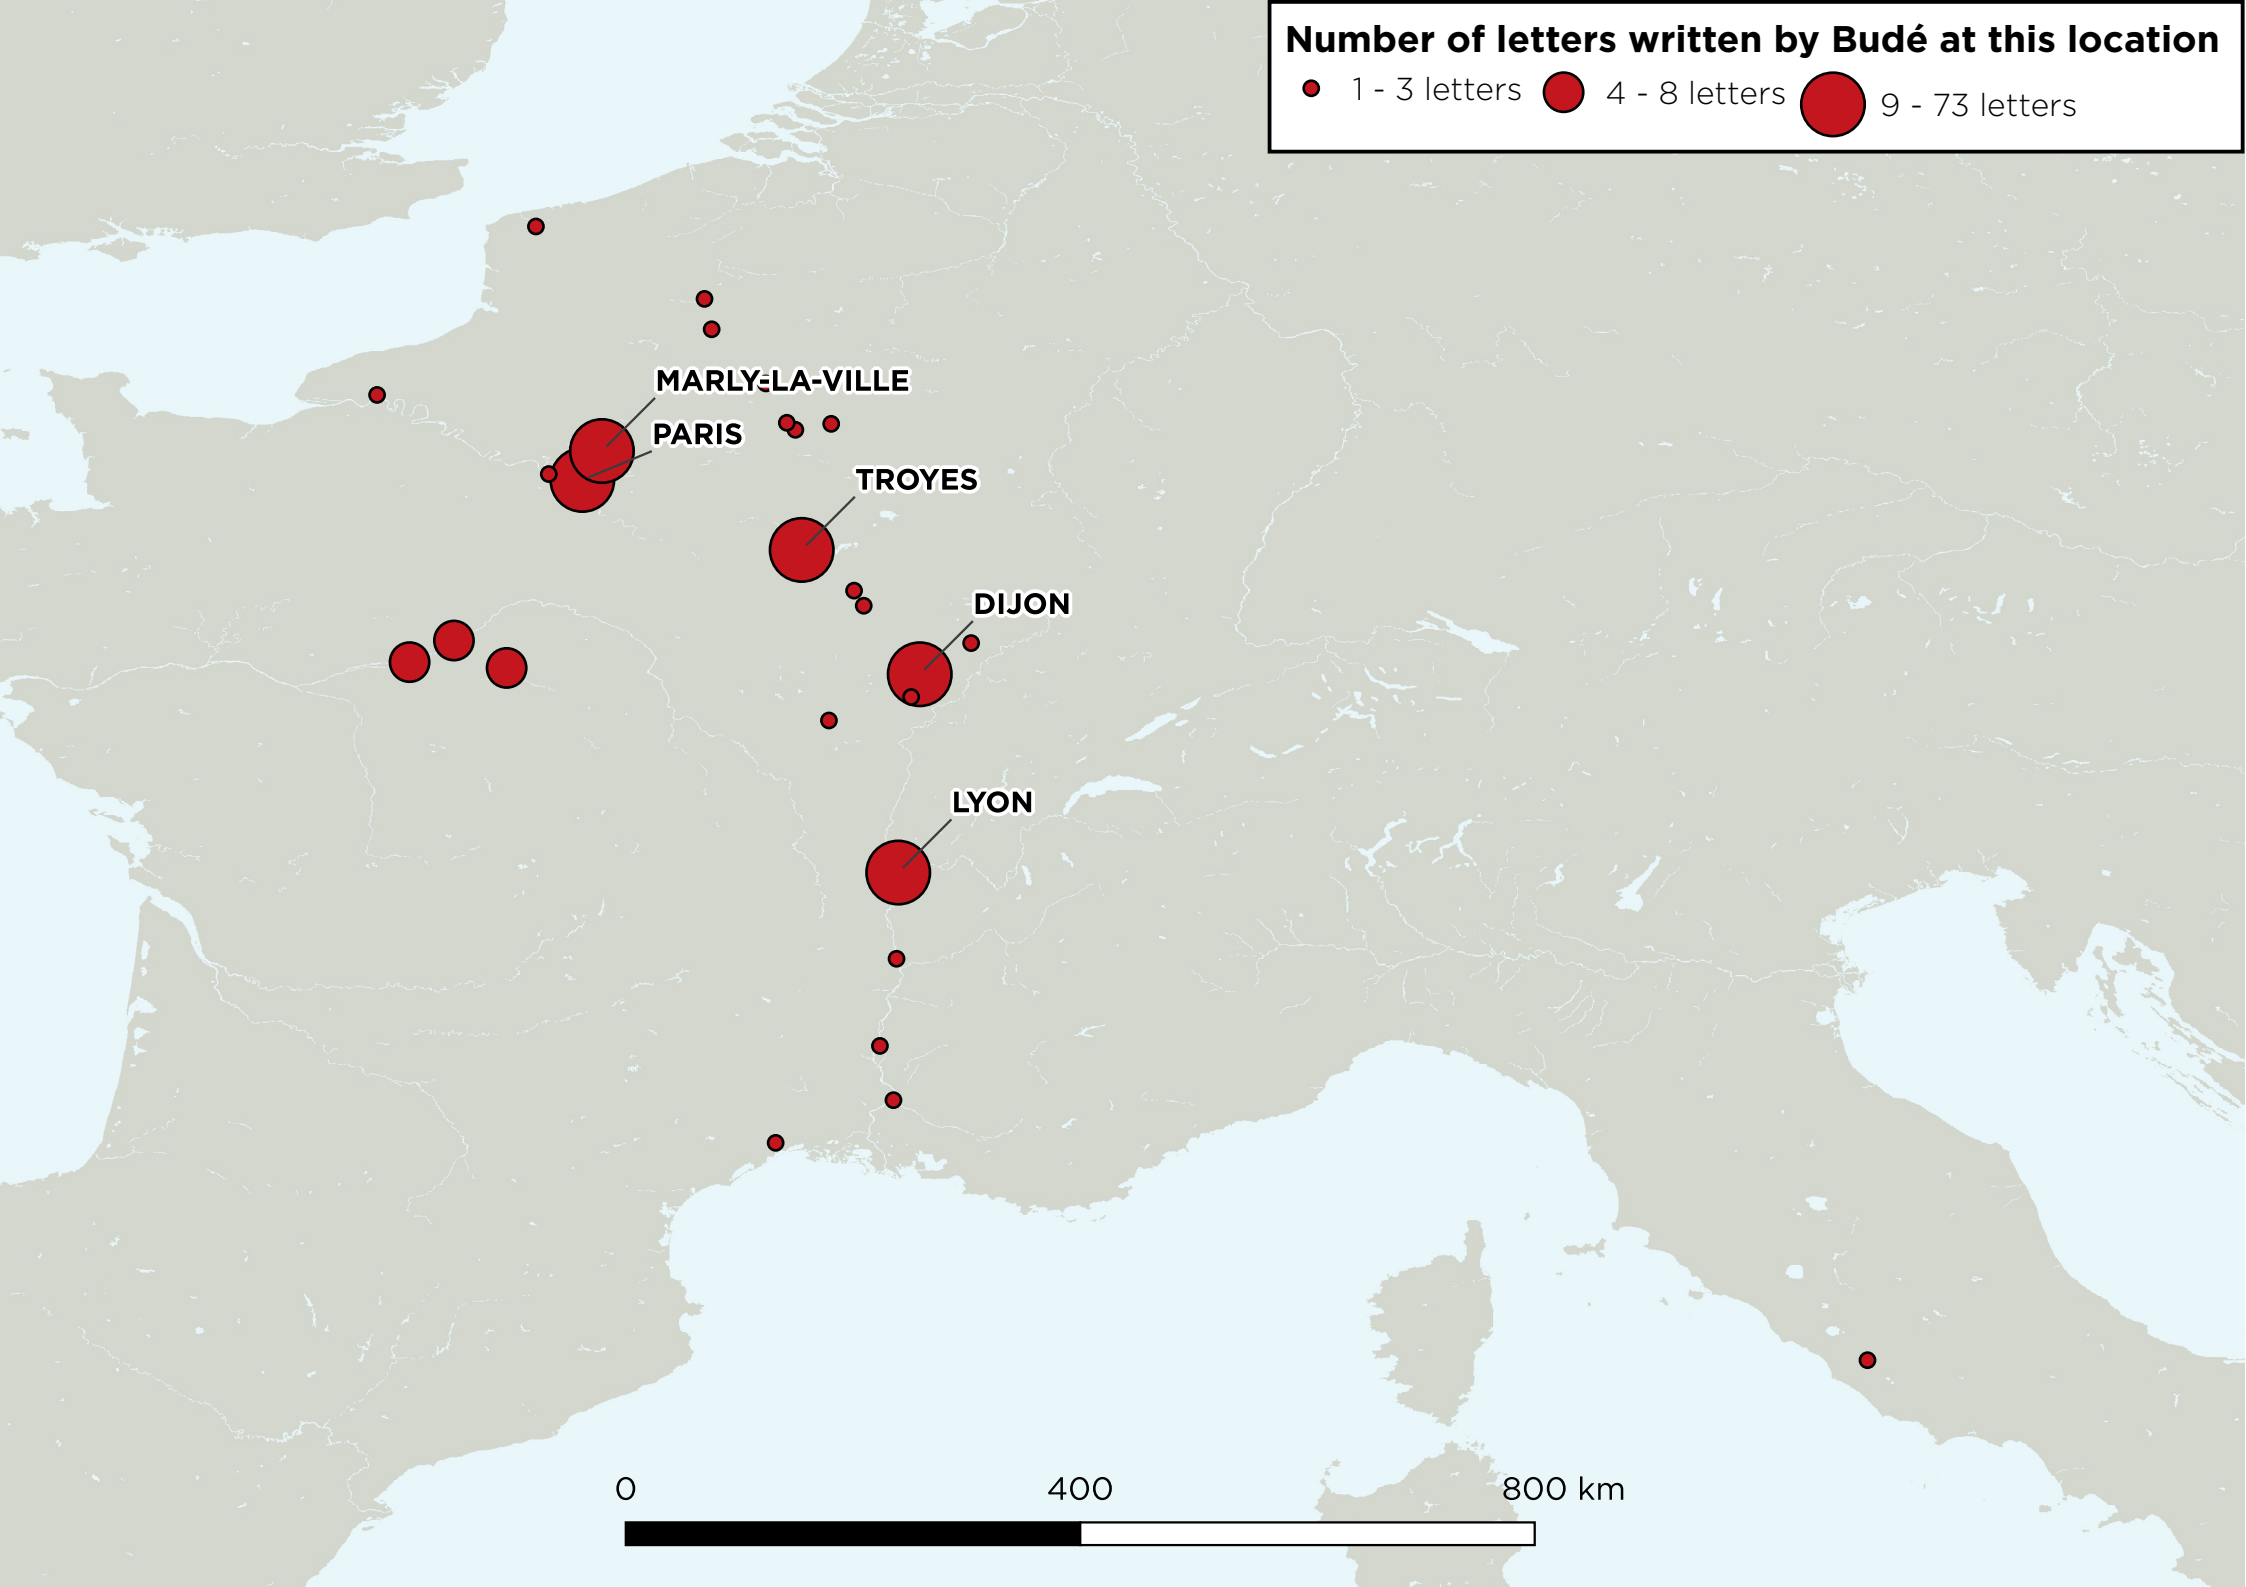 Number of letters written by Budé at this location
1 - 3 letters 4 - 8 letters 9 - 73 letters
MARLY-LA-VILLE
PARIS
TROYES
DIJON
LYON
0 400 800 km